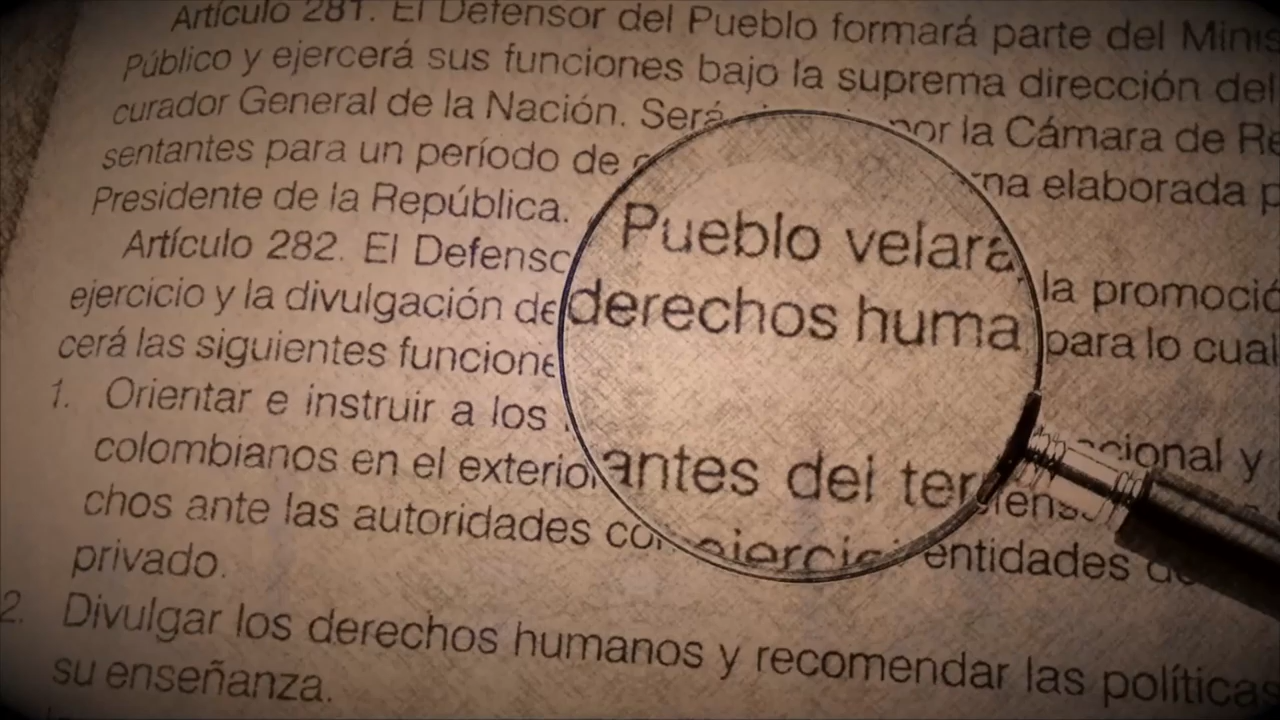 Artículo 281. El Defensor del Pueblo formará parte del Minis
Público y ejercerá sus funciones bajo la suprema dirección del
curador General de la Nación. Será por la Cámara de Re
sentantes para un período de na elaborada p
Presidente de la República.
Artículo 282. El Defenso Pueblo velará la promoció
ejercicio y la divulgación de derechos huma para lo cual
cerá las siguientes funcione
1. Orientar e instruir a los cional y
colombianos en el exterior antes del ter
chos ante las autoridades co ejercici entidades de
privado.
2. Divulgar los derechos humanos y recomendar las políticas
su enseñanza.